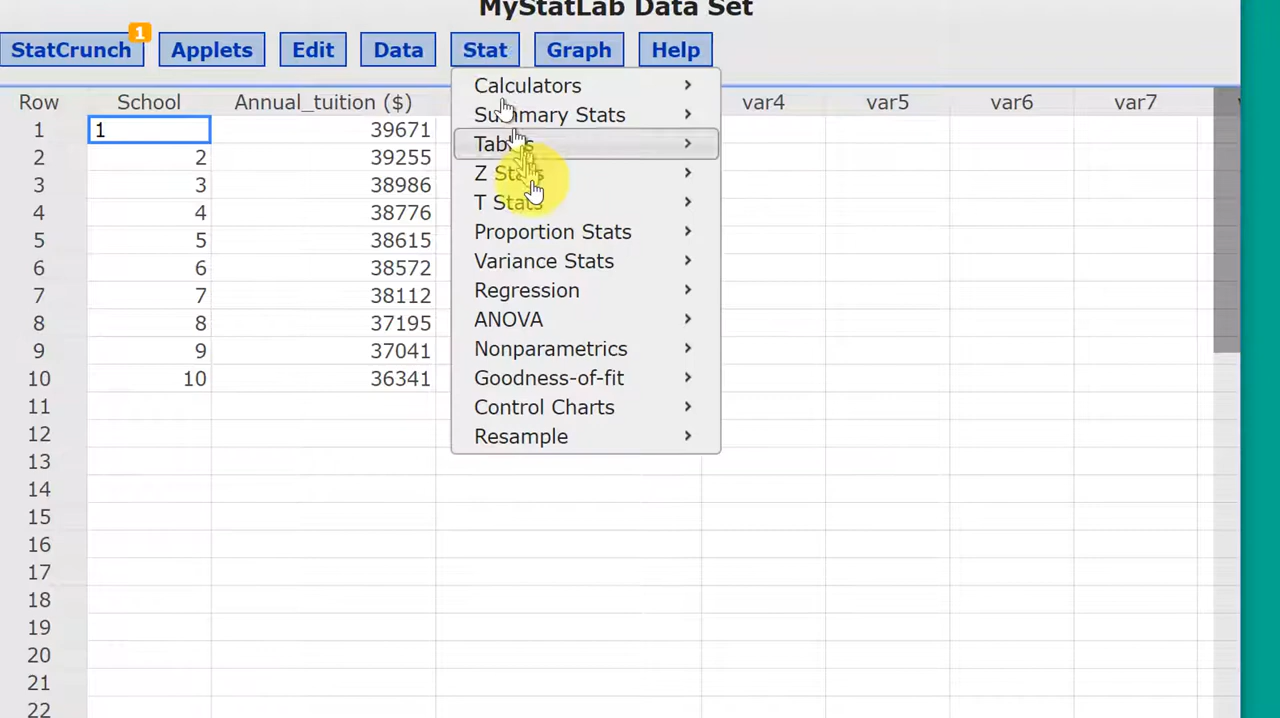 MyStatLab Data Set
StatCrunch 1 Applets Edit Data Stat Graph Help
Row School Annual_tuition ($) var4 var5 var6 var7
1 1 39671
2 2 39255
3 3 38986
4 4 38776
5 5 38615
6 6 38572
7 7 38112
8 8 37195
9 9 37041
10 10 36341
11
12
13
14
15
16
17
18
19
20
21
22
Calculators
Summary Stats
Tables
Z Stats
T Stats
Proportion Stats
Variance Stats
Regression
ANOVA
Nonparametrics
Goodness-of-fit
Control Charts
Resample